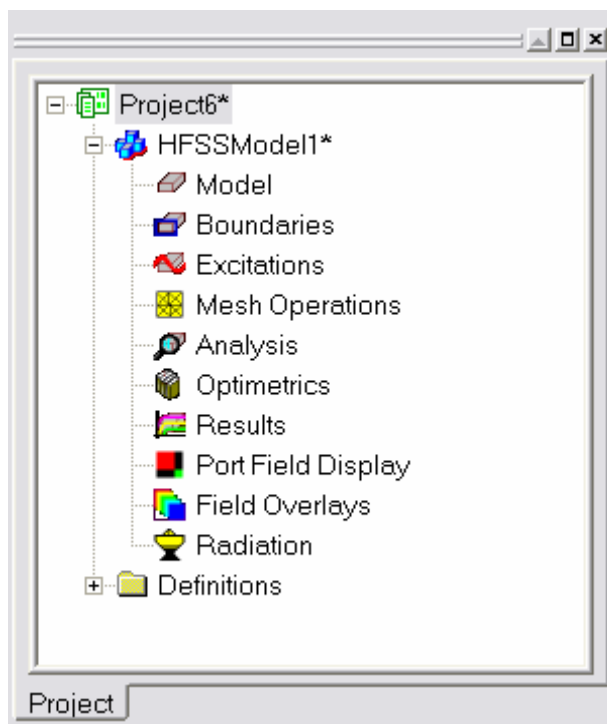 Project6*
HFSSModel1*
Model
Boundaries
Excitations
Mesh Operations
Analysis
Optimetrics
Results
Port Field Display
Field Overlays
Radiation
Definitions
Project